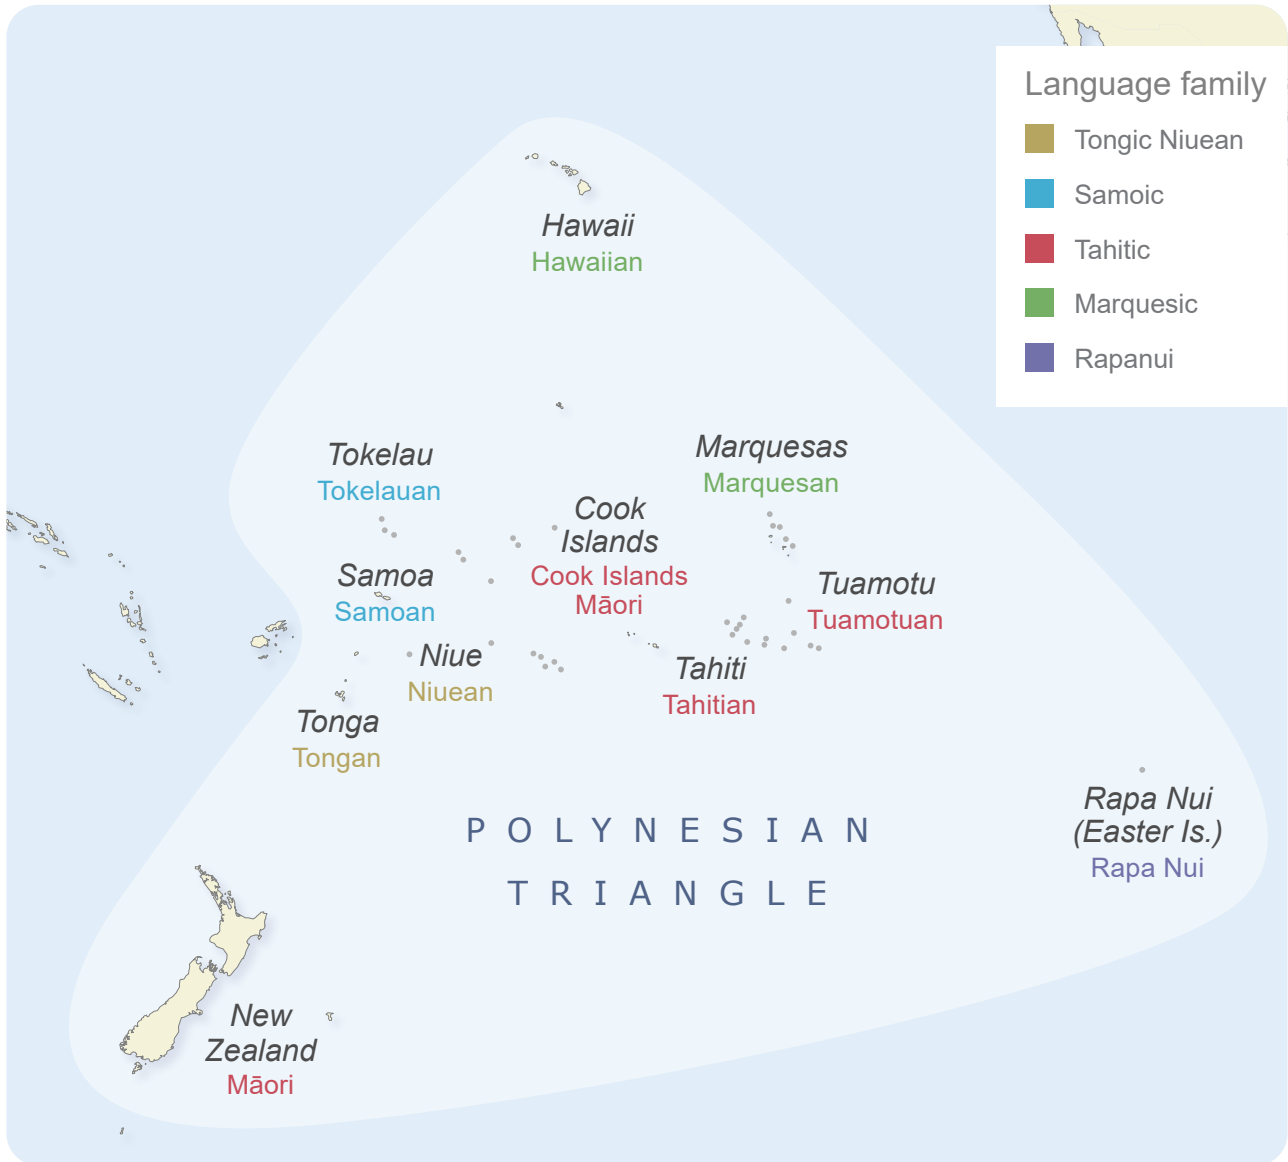 Language family
Tongic Niuean
Samoic
Tahitic
Marquesic
Rapanui
Hawaii
Hawaiian
Tokelau
Tokelauan
Marquesas
Marquesan
Cook
Islands
Cook Islands
Māori
Samoa
Samoan
Tuamotu
Tuamotuan
Niue
Niuean
Tahiti
Tahitian
Tonga
Tongan
Rapa Nui
(Easter Is.)
Rapa Nui
POLYNESIAN
TRIANGLE
New
Zealand
Māori